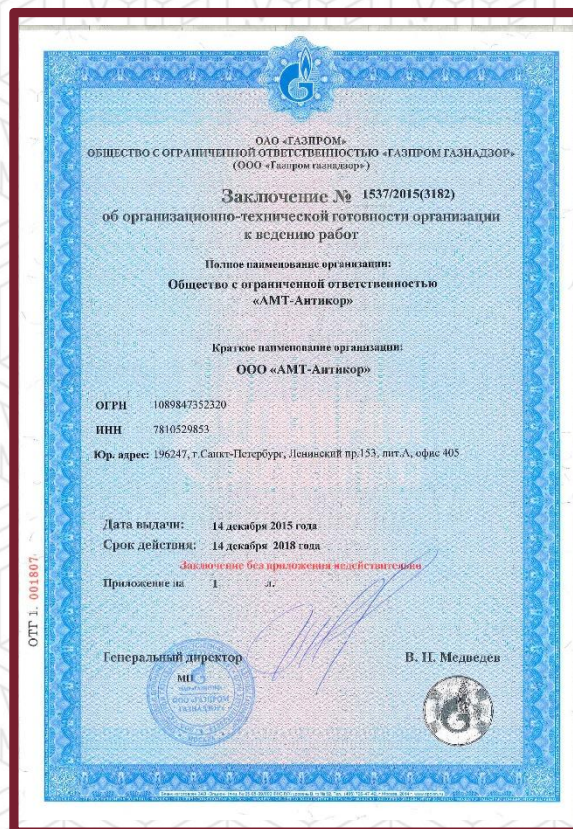 ОАО «ГАЗПРОМ»
ОБЩЕСТВО С ОГРАНИЧЕННОЙ ОТВЕТСТВЕННОСТЬЮ «ГАЗПРОМ ГАЗНАДЗОР»
(ООО «Газпром газнадзор»)
Заключение № 1537/2015(3182)
об организационно-технической готовности организации
к ведению работ
Полное наименование организации:
Общество с ограниченной ответственностью
«АМТ-Антикор»
Краткое наименование организации:
ООО «АМТ-Антикор»
ОГРН 1089847352320
ИНН 7810529853
Юр. адрес: 196247, г.Санкт-Петербург, Ленинский пр.153, лит.А, офис 405
Дата выдачи: 14 декабря 2015 года
Срок действия: 14 декабря 2018 года
Заключение без приложения недействительно
Приложение на 1 л.
Генеральный директор В. Н. Медведев
МП
ООО «ГАЗПРОМ
ГАЗНАДЗОР»
ОТГ 1. 001807